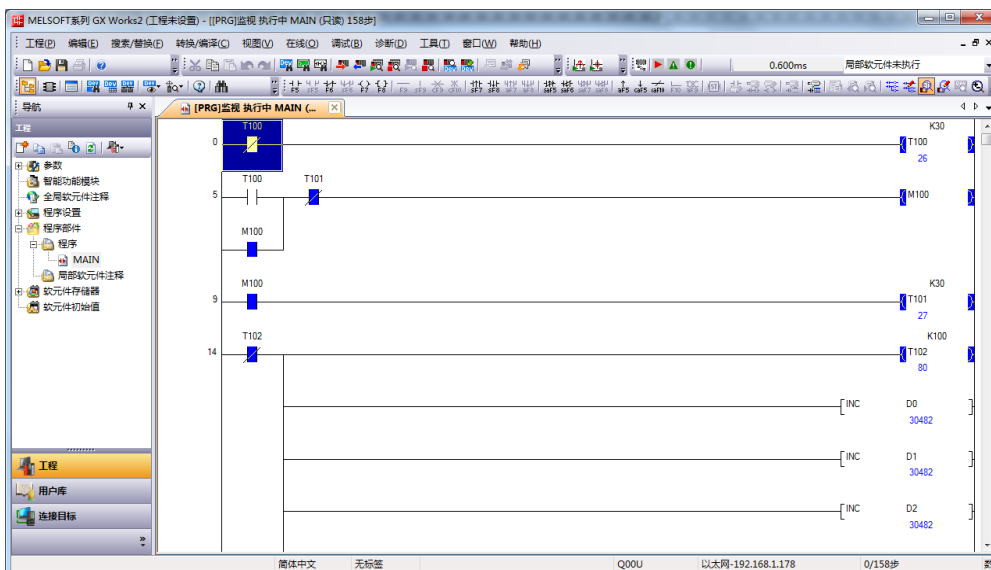 MELSOFT系列 GX Works2 (工程未设置) - [[PRG]监视 执行中 MAIN (只读) 158步]
工程(P) 编辑(E) 搜索/替换(F) 转换/编译(C) 视图(V) 在线(O) 调试(B) 诊断(D) 工具(T) 窗口(W) 帮助(H)
0.600ms 局部软元件未执行
导航
[PRG]监视 执行中 MAIN (...
工程
参数
智能功能模块
全局软元件注释
程序设置
程序部件
程序
MAIN
局部软元件注释
软元件存储器
软元件初始值
工程
用户库
连接目标
T100 K30
0 T100
26
T100 T101
5 M100
M100
M100 K30
9 T101
27
T102 K100
14 T102
80
INC D0
30482
INC D1
30482
INC D2
30482
简体中文 无标签 Q00U 以太网-192.168.1.178 0/158步